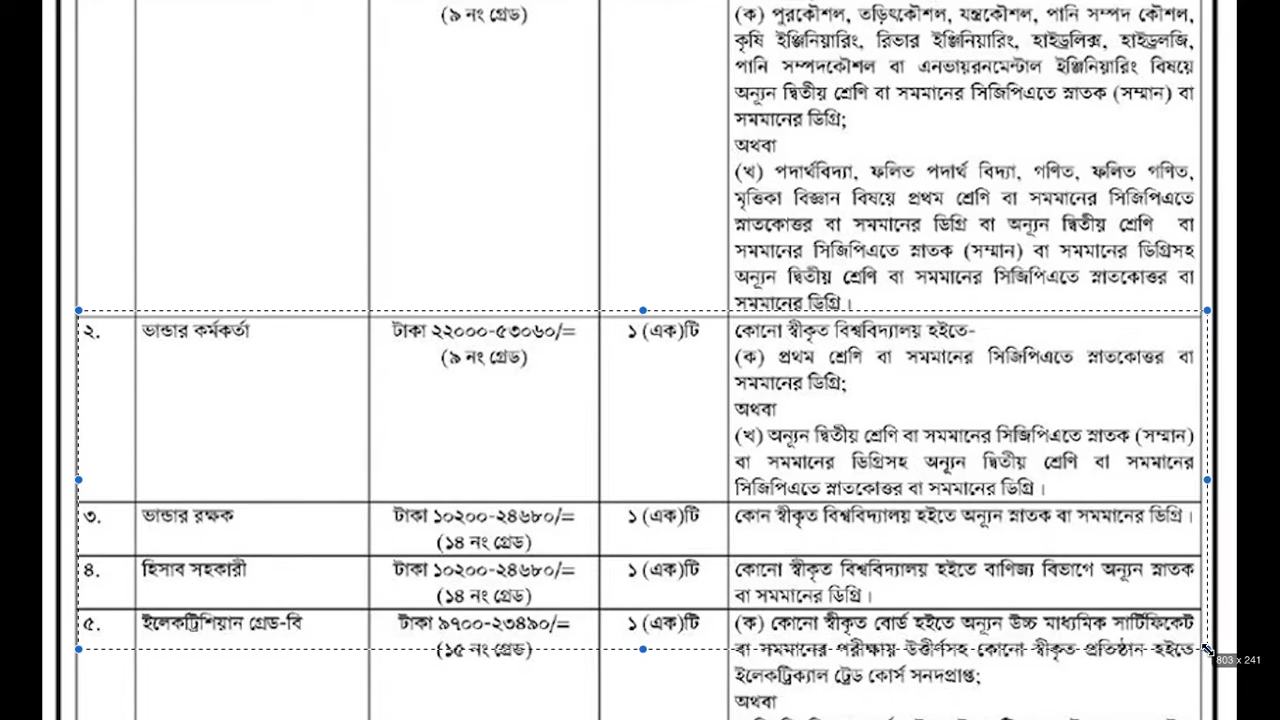 (৯ নং গ্রেড)
(ক) পুরকৌশল, তড়িৎকৌশল, যন্ত্রকৌশল, পানি সম্পদ কৌশল,
কৃষি ইঞ্জিনিয়ারিং, রিভার ইঞ্জিনিয়ারিং, হাইড্রলিক্স, হাইড্রলজি,
পানি সম্পদকৌশল বা এনভায়রনমেন্টাল ইঞ্জিনিয়ারিং বিষয়ে
অন্যূন দ্বিতীয় শ্রেণি বা সমমানের সিজিপিএতে স্নাতক (সম্মান) বা
সমমানের ডিগ্রি;
অথবা
(খ) পদার্থবিদ্যা, ফলিত পদার্থ বিদ্যা, গণিত, ফলিত গণিত,
মৃত্তিকা বিজ্ঞান বিষয়ে প্রথম শ্রেণি বা সমমানের সিজিপিএতে
স্নাতকোত্তর বা সমমানের ডিগ্রি বা অন্যূন দ্বিতীয় শ্রেণি বা
সমমানের সিজিপিএতে স্নাতক (সম্মান) বা সমমানের ডিগ্রিসহ
অন্যূন দ্বিতীয় শ্রেণি বা সমমানের সিজিপিএতে স্নাতকোত্তর বা
সমমানের ডিগ্রি।
২. ভান্ডার কর্মকর্তা টাকা ২২০০০-৫৩০৬০/= ১ (এক)টি কোনো স্বীকৃত বিশ্ববিদ্যালয় হইতে-
(৯ নং গ্রেড) (ক) প্রথম শ্রেণি বা সমমানের সিজিপিএতে স্নাতকোত্তর বা
সমমানের ডিগ্রি;
অথবা
(খ) অন্যূন দ্বিতীয় শ্রেণি বা সমমানের সিজিপিএতে স্নাতক (সম্মান)
বা সমমানের ডিগ্রিসহ অন্যূন দ্বিতীয় শ্রেণি বা সমমানের
সিজিপিএতে স্নাতকোত্তর বা সমমানের ডিগ্রি।
৩. ভান্ডার রক্ষক টাকা ১০২০০-২৪৬৮০/= ১ (এক)টি কোন স্বীকৃত বিশ্ববিদ্যালয় হইতে অন্যূন স্নাতক বা সমমানের ডিগ্রি।
(১৪ নং গ্রেড)
৪. হিসাব সহকারী টাকা ১০২০০-২৪৬৮০/= ১ (এক)টি কোনো স্বীকৃত বিশ্ববিদ্যালয় হইতে বাণিজ্য বিভাগে অন্যূন স্নাতক
(১৪ নং গ্রেড) বা সমমানের ডিগ্রি।
৫. ইলেকট্রিশিয়ান গ্রেড-বি টাকা ৯৭০০-২৩৪৯০/= ১ (এক)টি (ক) কোনো স্বীকৃত বোর্ড হইতে অন্যূন উচ্চ মাধ্যমিক সার্টিফিকেট
(১৫ নং গ্রেড) বা সমমানের পরীক্ষায় উত্তীর্ণসহ কোনো স্বীকৃত প্রতিষ্ঠান হইতে
ইলেকট্রিক্যাল ট্রেড কোর্স সনদপ্রাপ্ত;
অথবা
803 x 241